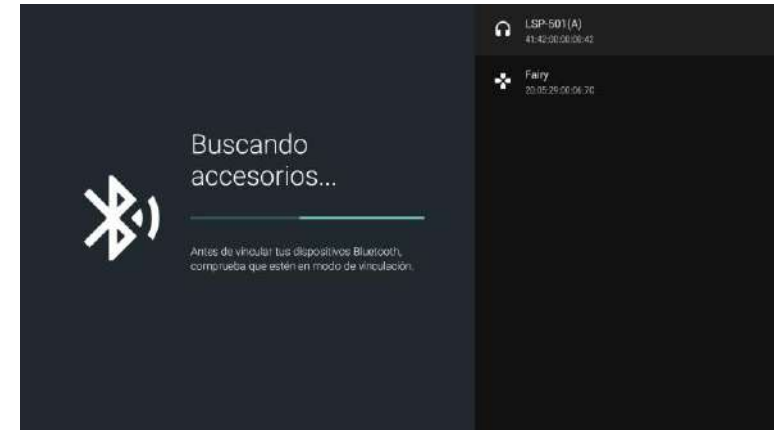 Buscando
accesorios...
Antes de vincular tus dispositivos Bluetooth,
comprueba que estén en modo de vinculación.
LSP-501(A)
41:42:00:00:08:42
Fairy
20:05:29:00:06:7C